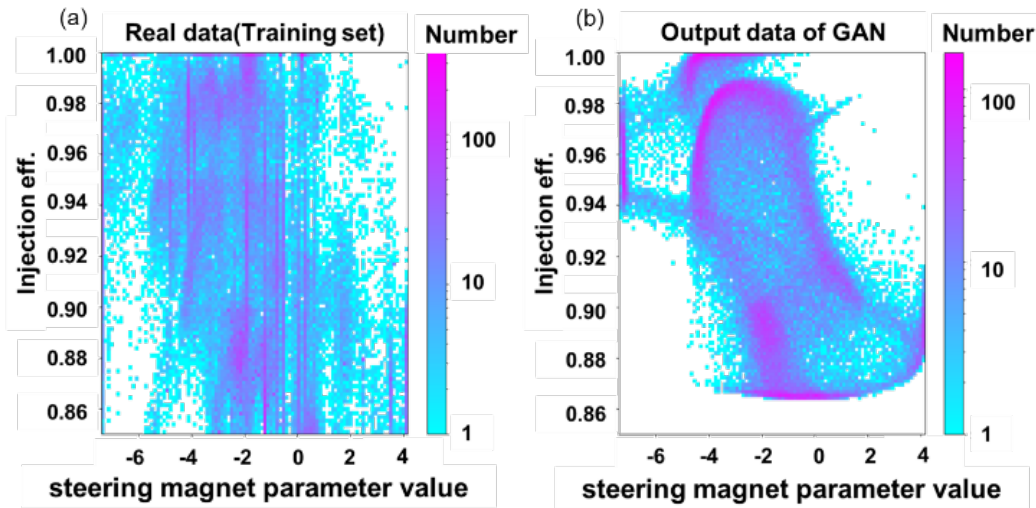 (a)
Real data(Training set)
Number
1.00
0.98
0.96
0.94
0.92
0.90
0.88
0.86
Injection eff.
100
10
1
-6 -4 -2 0 2 4
steering magnet parameter value
(b)
Output data of GAN
Number
1.00
0.98
0.96
0.94
0.92
0.90
0.88
0.86
Injection eff.
100
10
1
-6 -4 -2 0 2 4
steering magnet parameter value